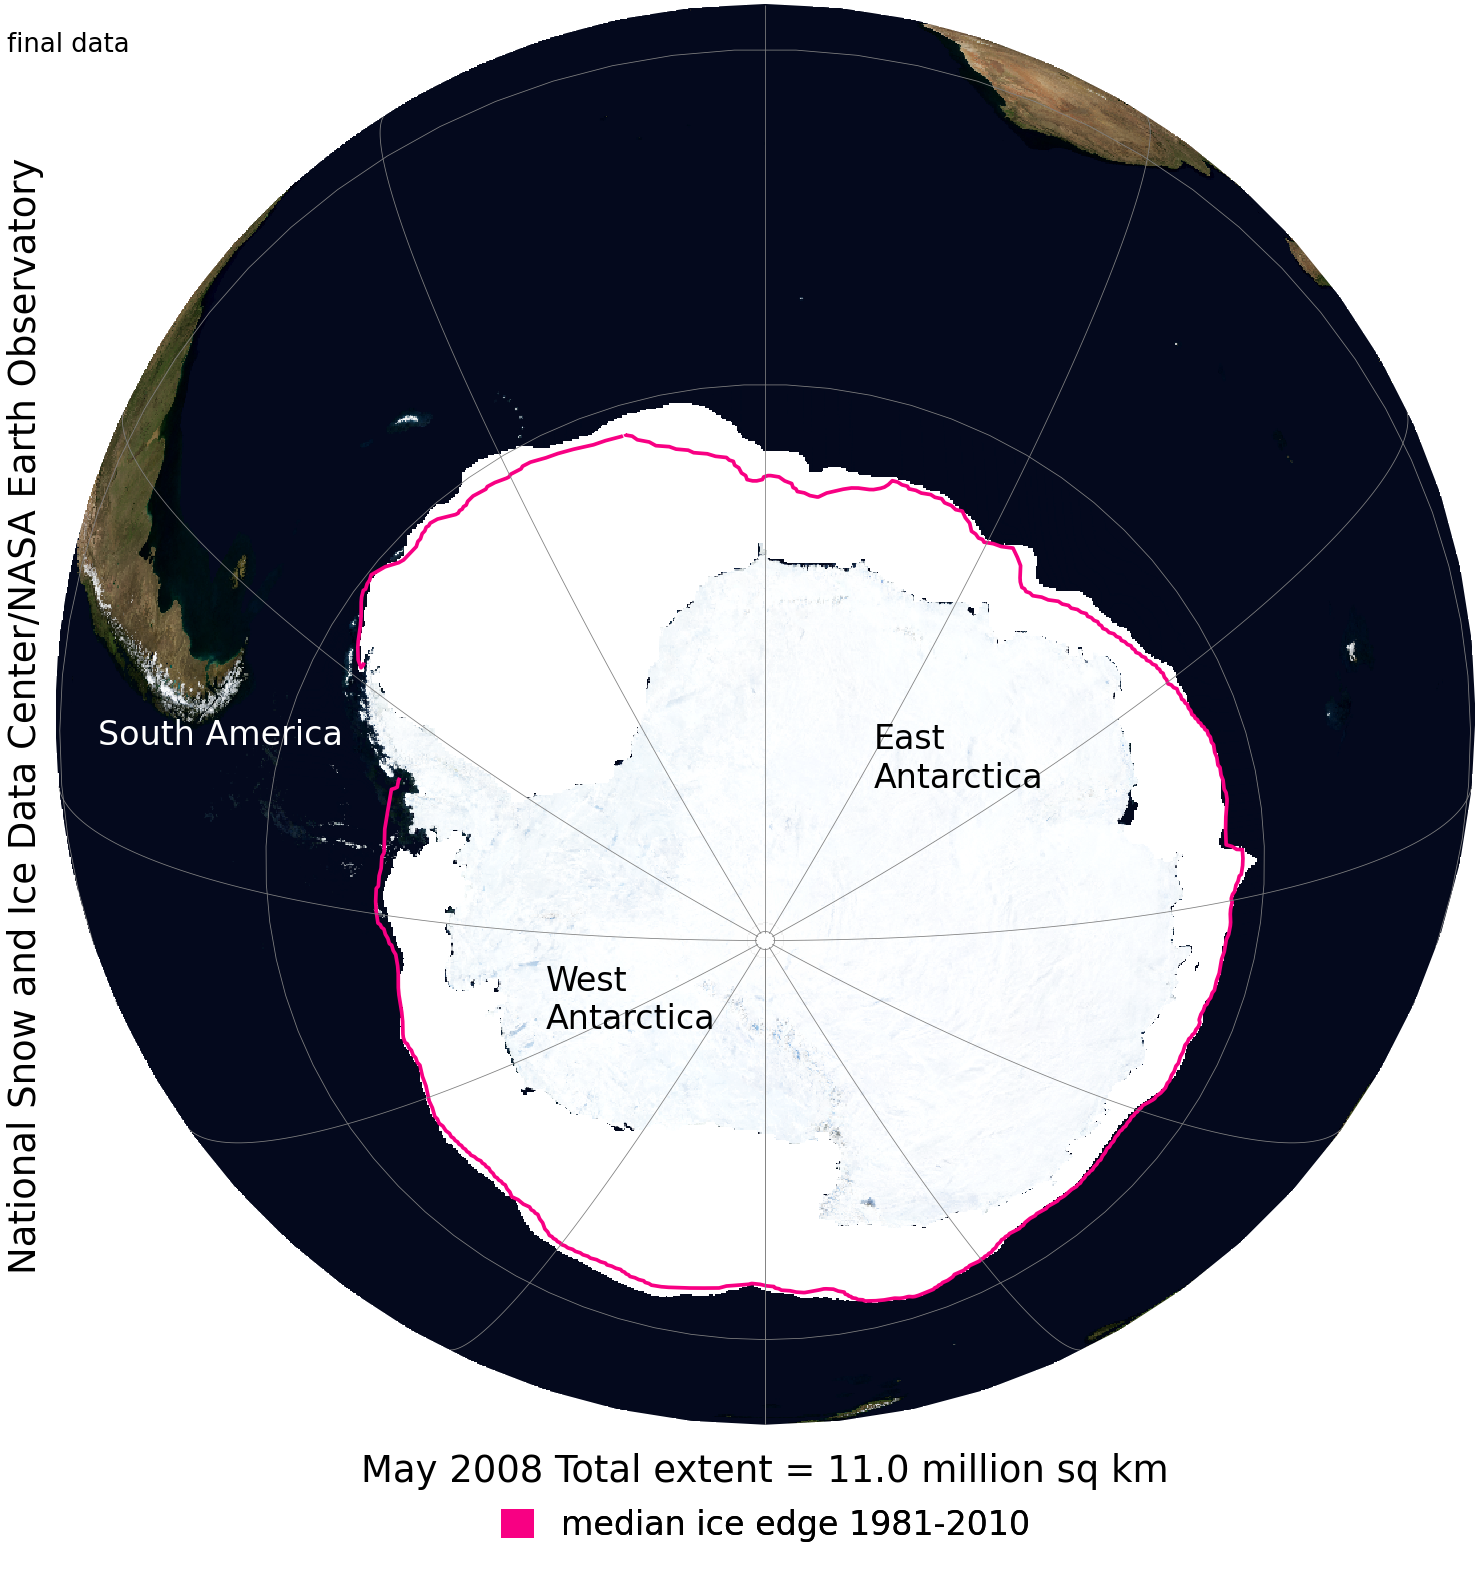 final data
National Snow and Ice Data Center/NASA Earth Observatory
South America
East
Antarctica
West
Antarctica
May 2008 Total extent = 11.0 million sq km
median ice edge 1981-2010